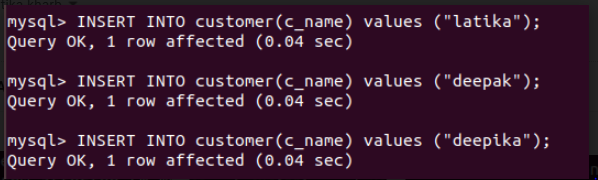 mysql> INSERT INTO customer(c_name) values ("latika");
Query OK, 1 row affected (0.04 sec)
mysql> INSERT INTO customer(c_name) values ("deepak");
Query OK, 1 row affected (0.04 sec)
mysql> INSERT INTO customer(c_name) values ("deepika");
Query OK, 1 row affected (0.04 sec)